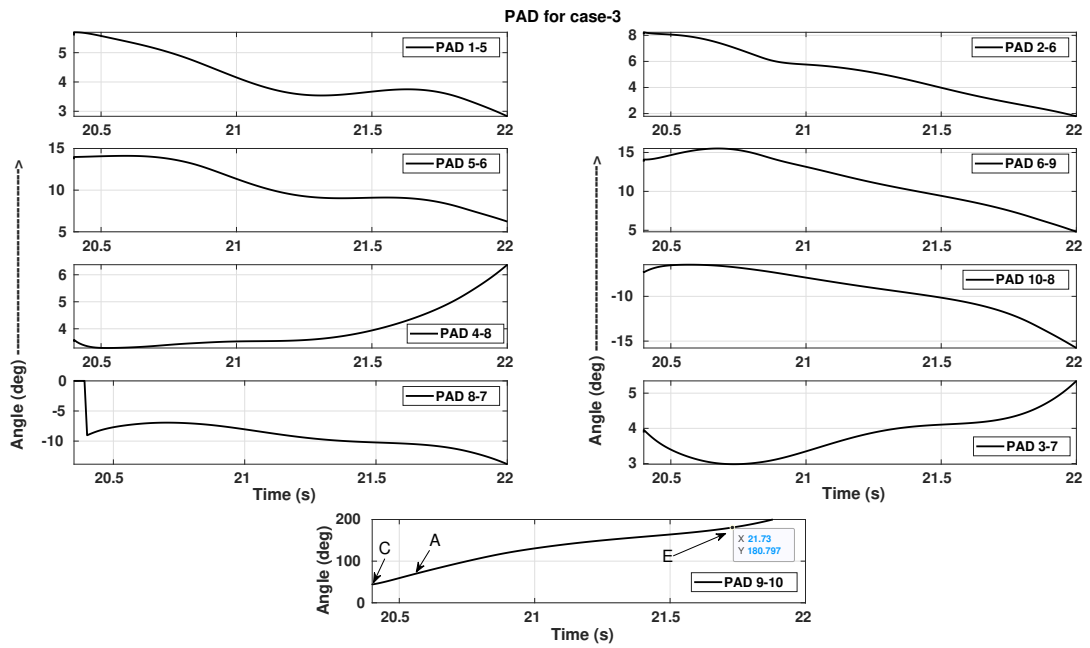 PAD for case-3
5
4
3
PAD 1-5
20.5 21 21.5 22
8
6
4
2
PAD 2-6
20.5 21 21.5 22
15
10
5
PAD 5-6
20.5 21 21.5 22
15
10
5
PAD 6-9
20.5 21 21.5 22
6
5
4
PAD 4-8
20.5 21 21.5 22
-10
-15
PAD 10-8
20.5 21 21.5 22
0
-5
-10
PAD 8-7
20.5 21 21.5 22
Time (s)
Angle (deg) ---------------------->
5
4
3
PAD 3-7
20.5 21 21.5 22
Time (s)
Angle (deg) ---------------------->
200
100
0
Angle (deg)
C
A
E
X 21.73
Y 180.797
PAD 9-10
20.5 21 21.5 22
Time (s)